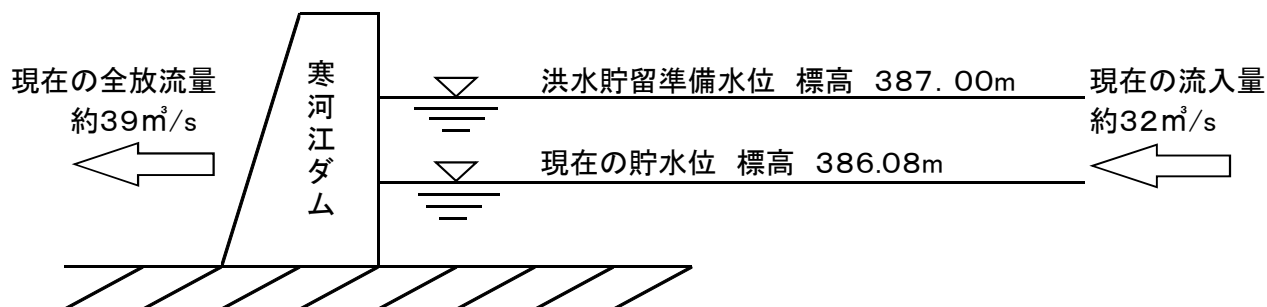 現在の全放流量
約39㎥/s
寒河江ダム
洪水貯留準備水位 標高 387.00m
現在の貯水位 標高 386.08m
現在の流入量
約32㎥/s